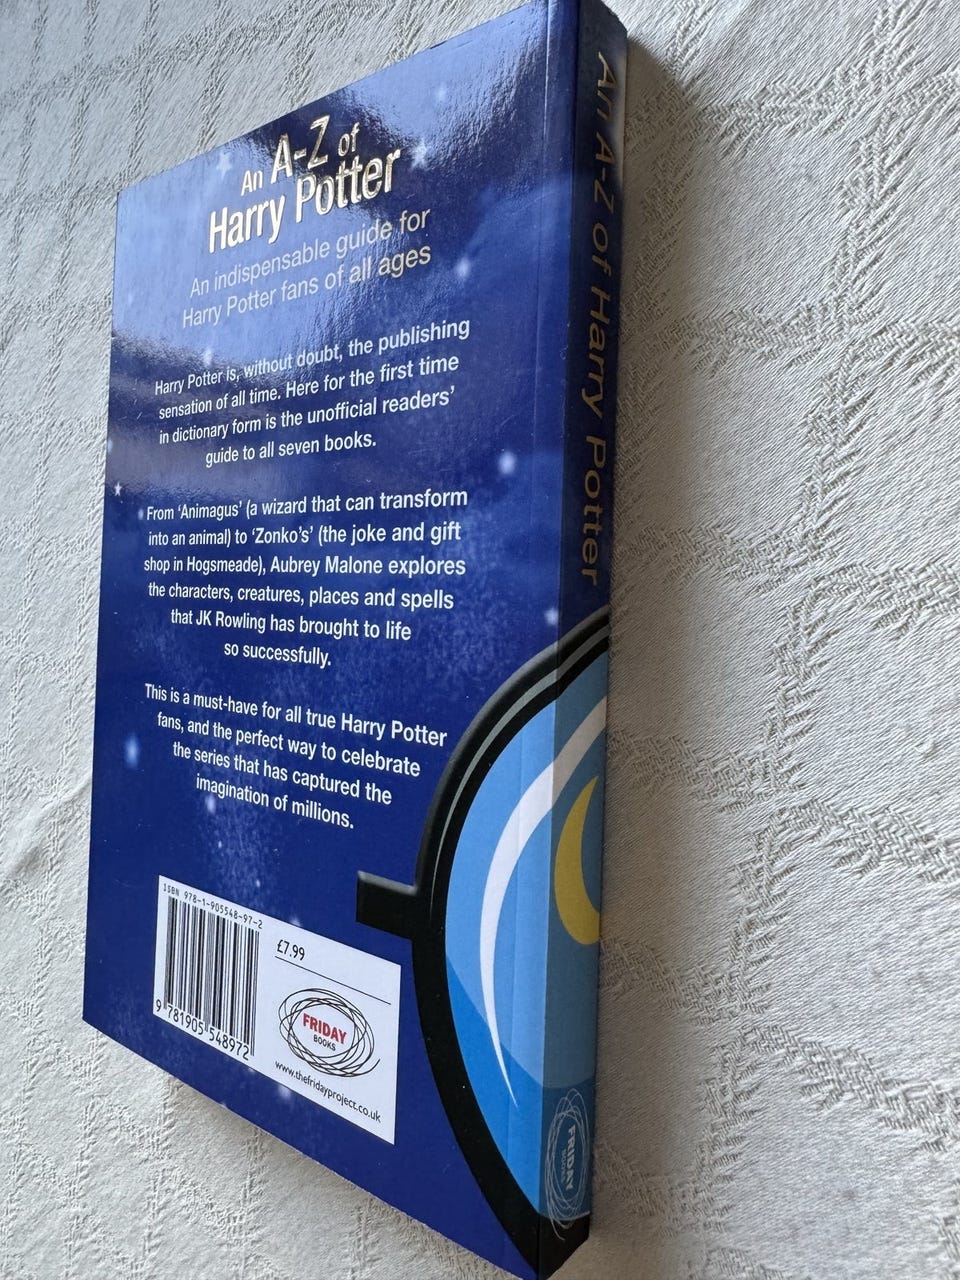 An A-Z of
Harry Potter
An indispensable guide for
Harry Potter fans of all ages
Harry Potter is, without doubt, the publishing
sensation of all time. Here for the first time
in dictionary form is the unofficial readers'
guide to all seven books.
From 'Animagus' (a wizard that can transform
into an animal) to 'Zonko's' (the joke and gift
shop in Hogsmeade), Aubrey Malone explores
the characters, creatures, places and spells
that JK Rowling has brought to life
so successfully.
This is a must-have for all true Harry Potter
fans, and the perfect way to celebrate
the series that has captured the
imagination of millions.
ISBN 978-1-905548-97-2
9 781905 548972
£7.99
FRIDAY
BOOKS
www.thefridayproject.co.uk
An A-Z of Harry Potter
FRIDAY
BOOKS